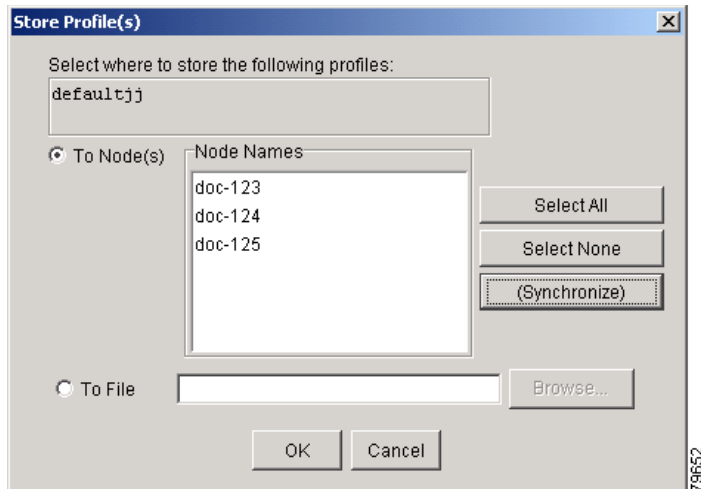 Store Profile(s)
Select where to store the following profiles:
defaultjj
To Node(s)
Node Names
doc-123
doc-124
doc-125
Select All
Select None
(Synchronize)
To File
Browse...
OK
Cancel
79652